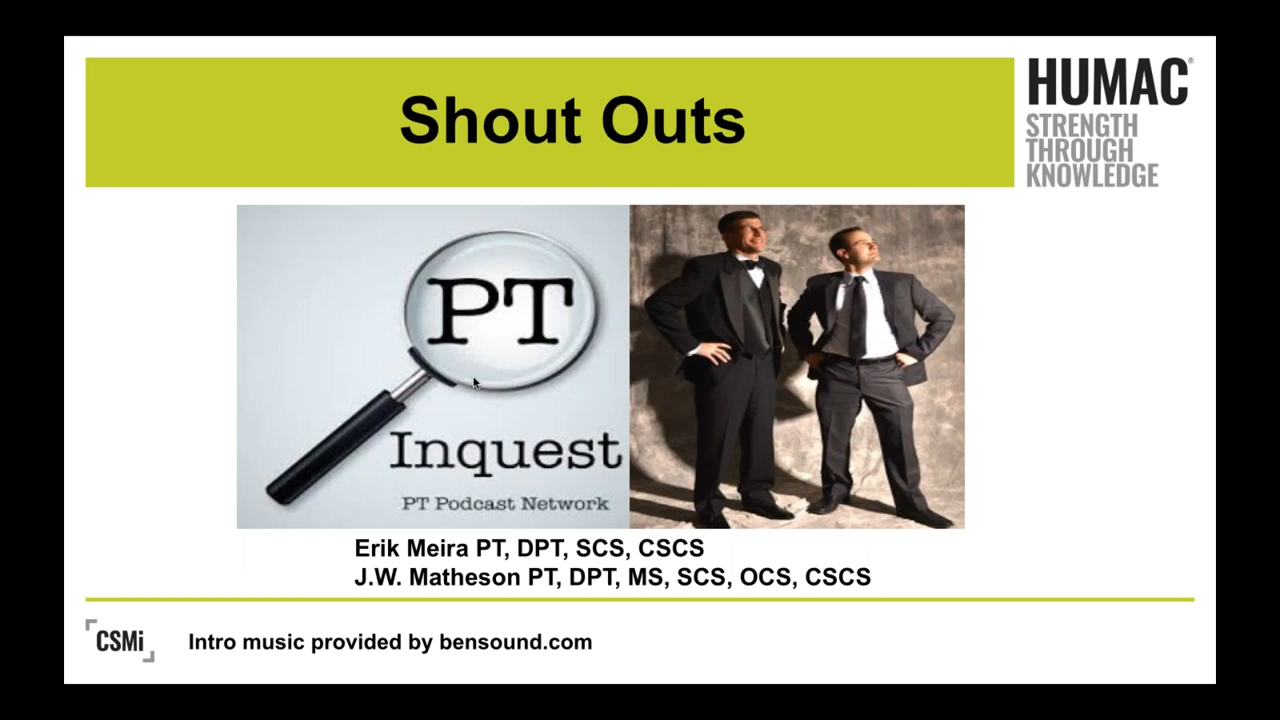 Shout Outs
HUMAC®
STRENGTH
THROUGH
KNOWLEDGE
PT
Inquest
PT Podcast Network
Erik Meira PT, DPT, SCS, CSCS
J.W. Matheson PT, DPT, MS, SCS, OCS, CSCS
CSMi
Intro music provided by bensound.com